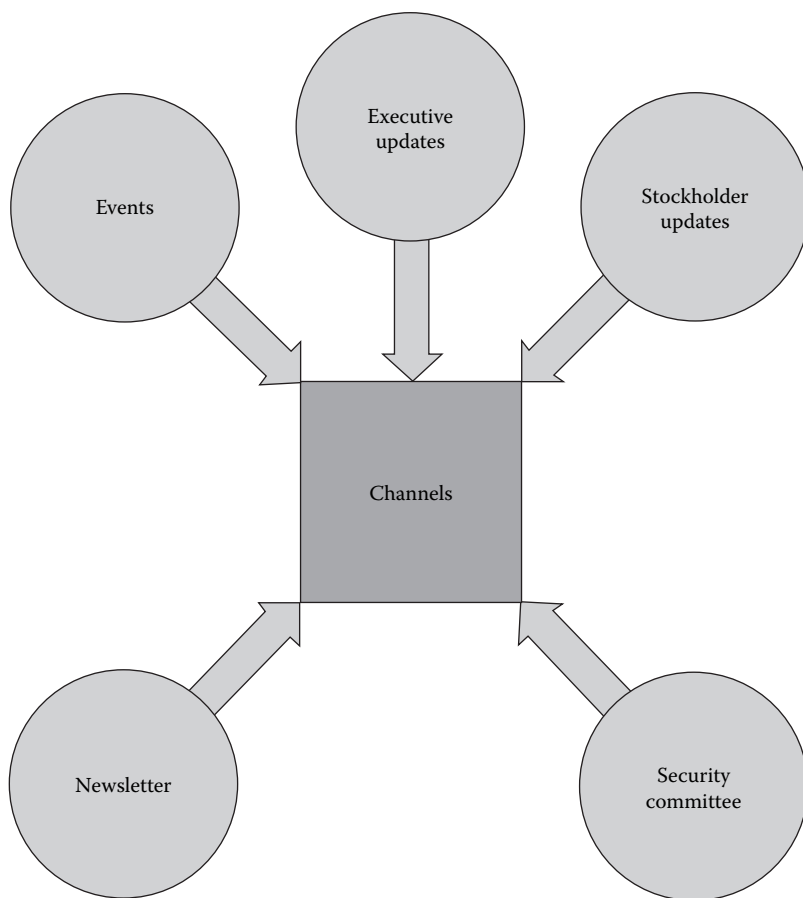 Executive
updates
Events
Stockholder
updates
Channels
Newsletter
Security
committee